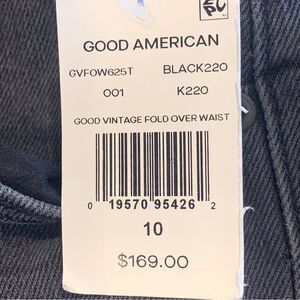 GOOD AMERICAN
GVFOW625T BLACK220
001 K220
GOOD VINTAGE FOLD OVER WAIST
0 19570 95426 2
10
$169.00